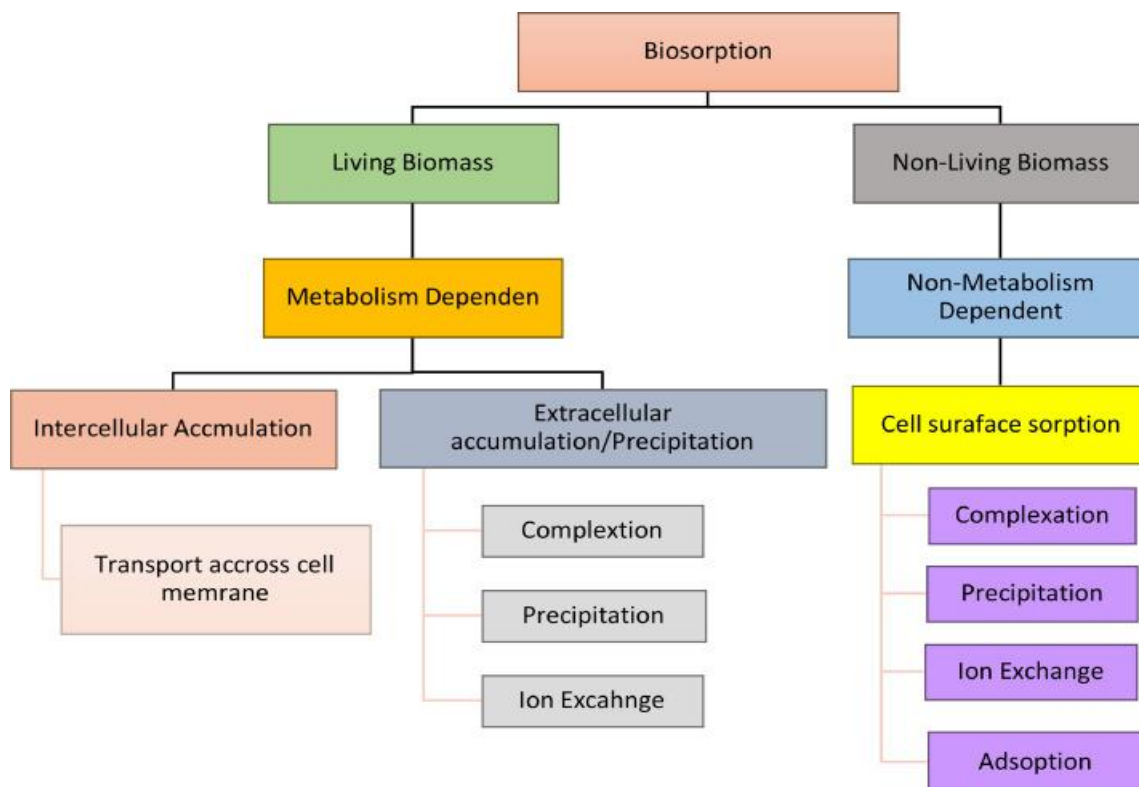 Biosorption
Living Biomass
Non-Living Biomass
Metabolism Dependen
Non-Metabolism
Dependent
Intercellular Accmulation
Extracellular
accumulation/Precipitation
Cell suraface sorption
Transport accross cell
memrane
Complextion
Precipitation
Ion Excahnge
Complexation
Precipitation
Ion Exchange
Adsoption